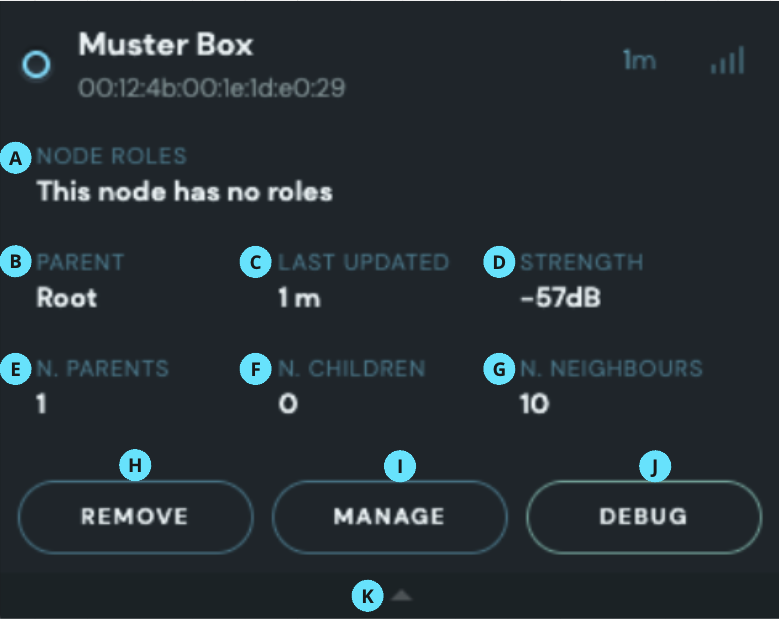 Muster Box
1m
00:12:4b:00:1e:1d:e0:29
A NODE ROLES
This node has no roles
B PARENT C LAST UPDATED D STRENGTH
Root 1 m -57dB
E N. PARENTS F N. CHILDREN G N. NEIGHBOURS
1 0 10
H I J
REMOVE MANAGE DEBUG
K